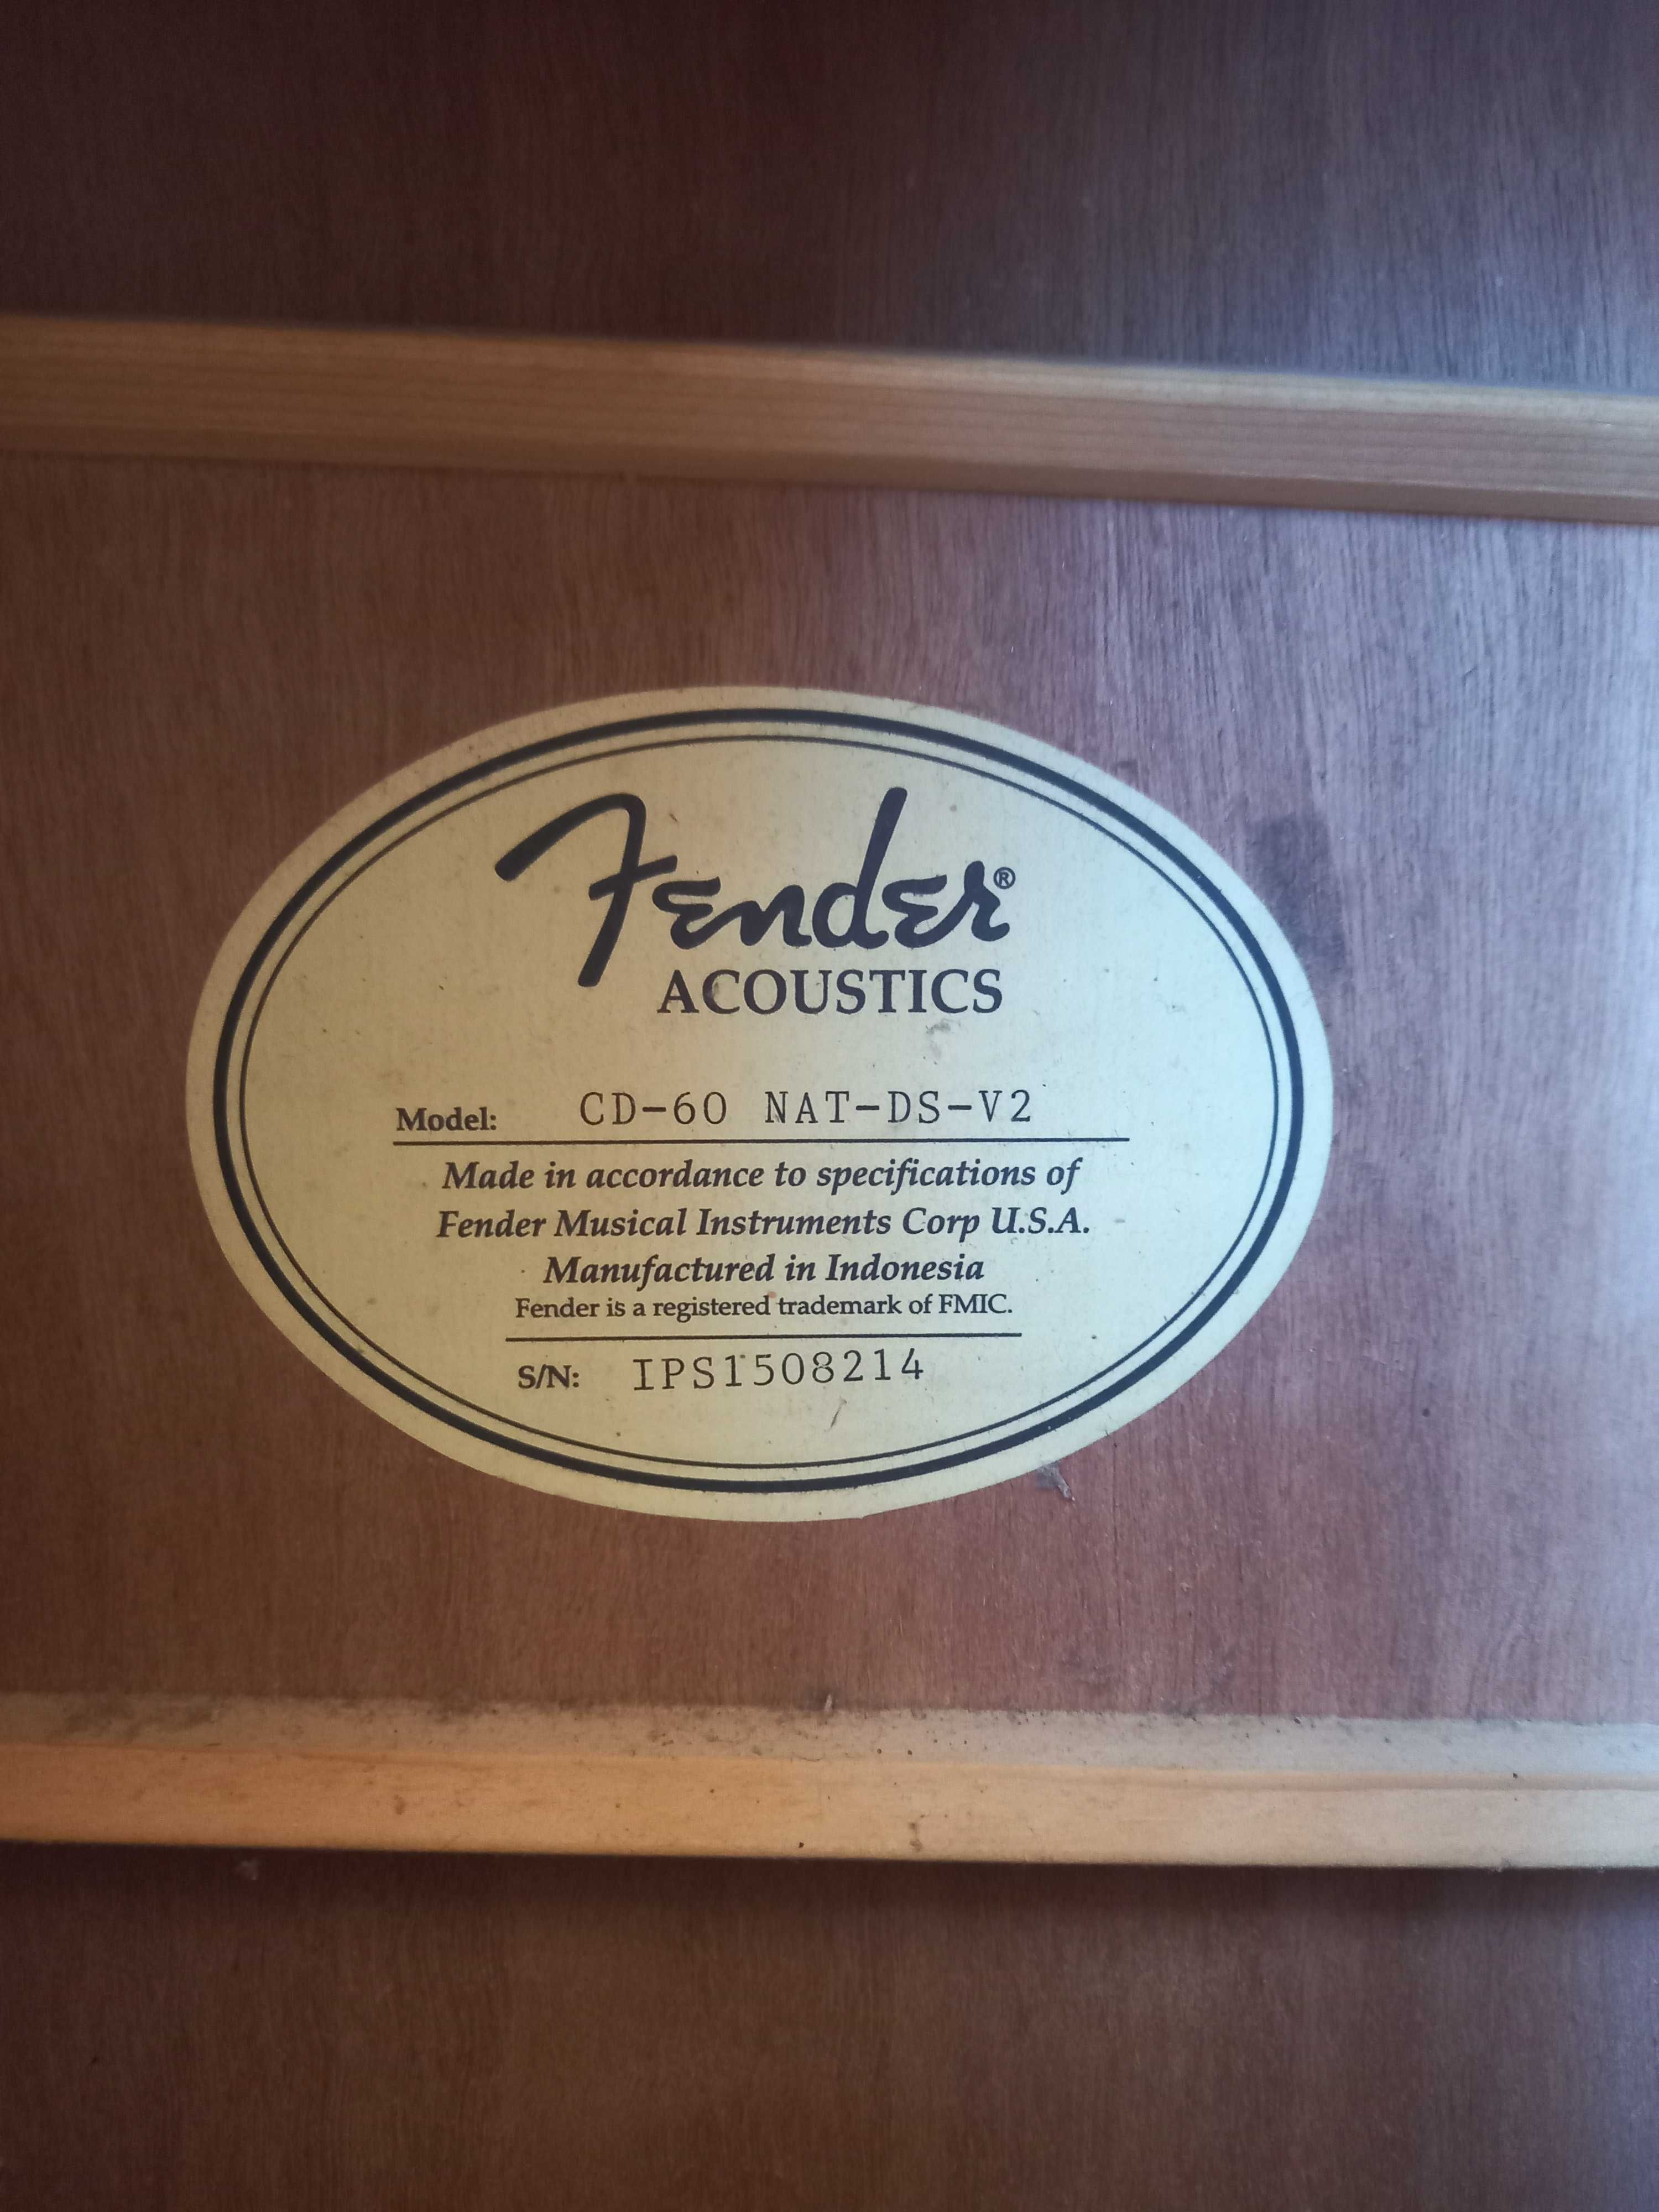 Fender®
ACOUSTICS
Model: CD-60 NAT-DS-V2
Made in accordance to specifications of
Fender Musical Instruments Corp U.S.A.
Manufactured in Indonesia
Fender is a registered trademark of FMIC.
S/N: IPS1508214